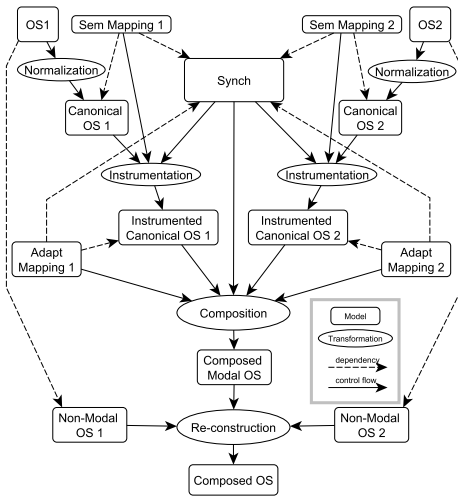 OS1
Sem Mapping 1
Sem Mapping 2
OS2
Normalization
Synch
Normalization
Canonical
OS 1
Canonical
OS 2
Instrumentation
Instrumentation
Instrumented
Canonical OS 1
Instrumented
Canonical OS 2
Adapt
Mapping 1
Adapt
Mapping 2
Composition
Model
Transformation
dependency
control flow
Composed
Modal OS
Non-Modal
OS 1
Re-construction
Non-Modal
OS 2
Composed OS